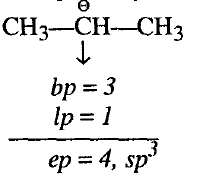 ⊖
CH₃—CH—CH₃
↓
bp = 3
lp = 1
ep = 4, sp³